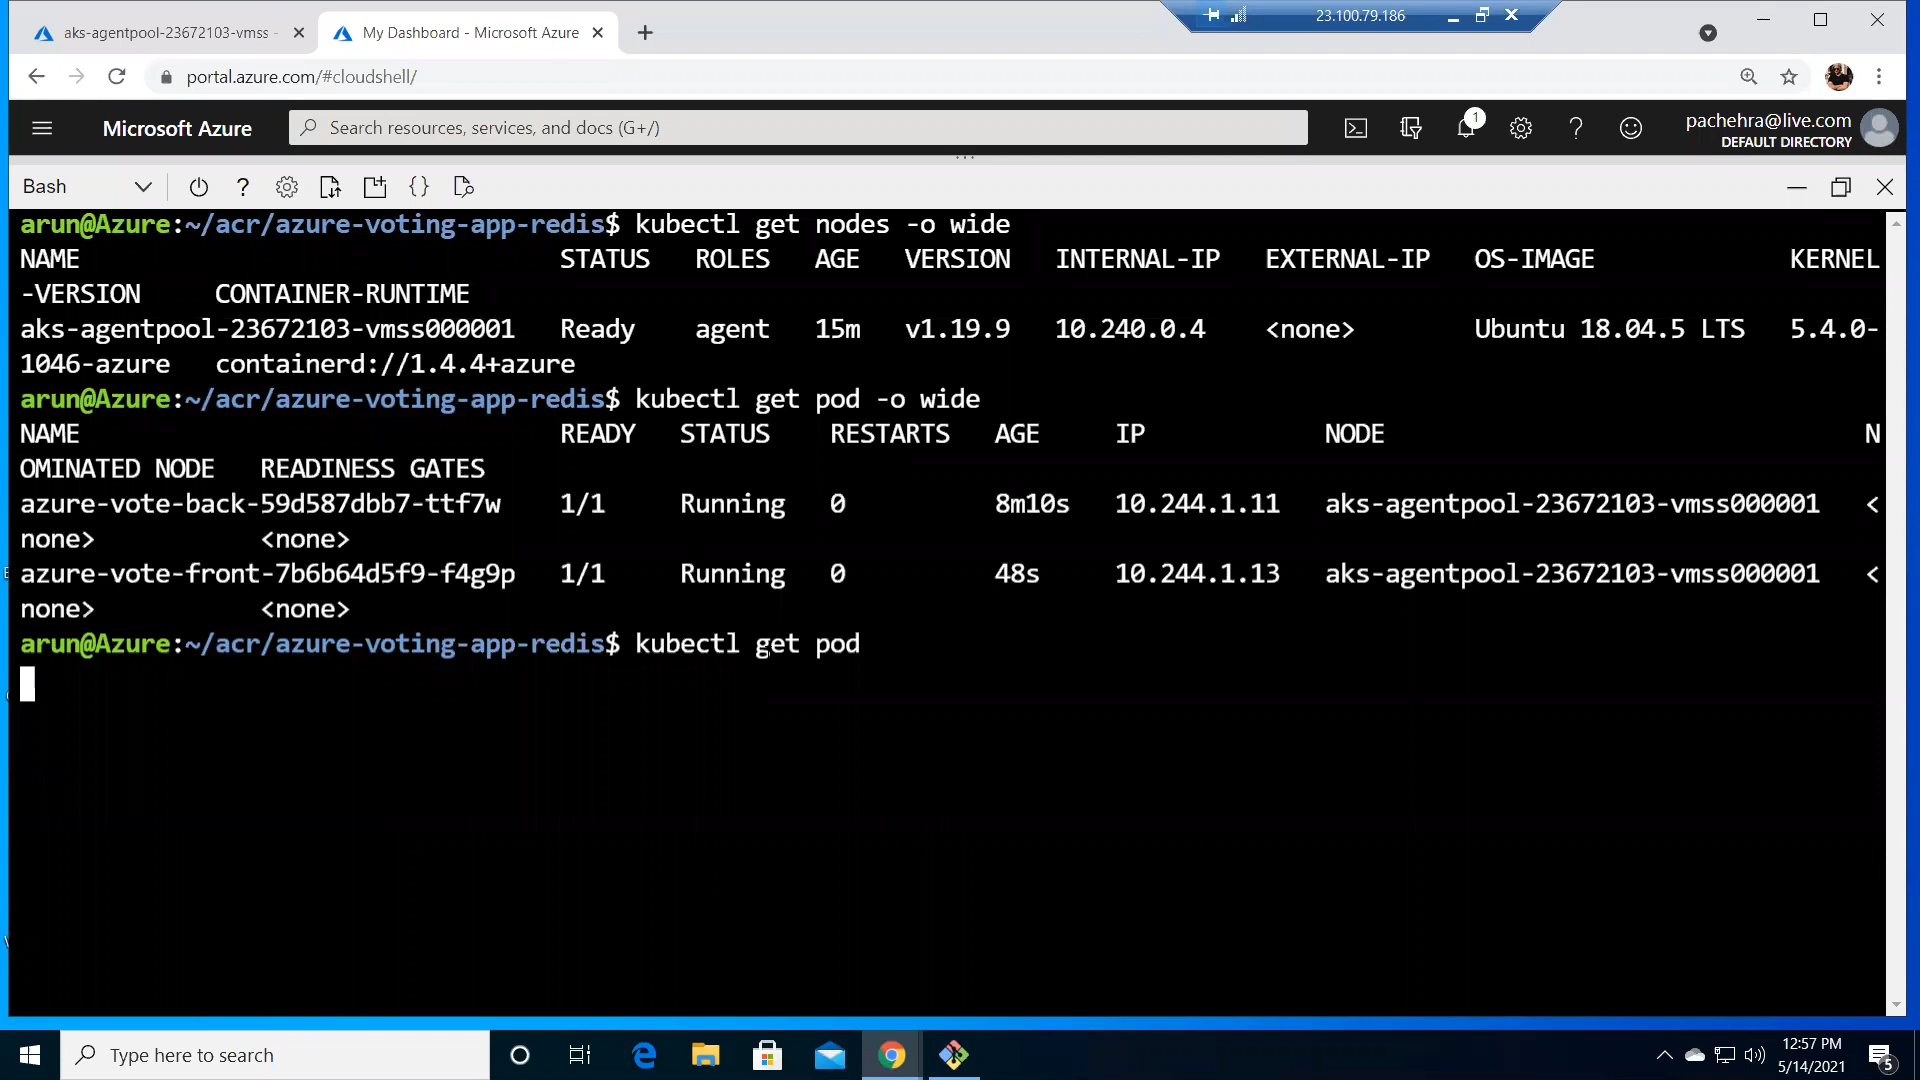 aks-agentpool-23672103-vmss -
My Dashboard - Microsoft Azure
23.100.79.186
portal.azure.com/#cloudshell/
Microsoft Azure
Search resources, services, and docs (G+/)
1
pachehra@live.com
DEFAULT DIRECTORY
Bash
arun@Azure:~/acr/azure-voting-app-redis$ kubectl get nodes -o wide
NAME STATUS ROLES AGE VERSION INTERNAL-IP EXTERNAL-IP OS-IMAGE KERNEL
-VERSION CONTAINER-RUNTIME
aks-agentpool-23672103-vmss000001 Ready agent 15m v1.19.9 10.240.0.4 <none> Ubuntu 18.04.5 LTS 5.4.0-
1046-azure containerd://1.4.4+azure
arun@Azure:~/acr/azure-voting-app-redis$ kubectl get pod -o wide
NAME READY STATUS RESTARTS AGE IP NODE N
OMINATED NODE READINESS GATES
azure-vote-back-59d587dbb7-ttf7w 1/1 Running 0 8m10s 10.244.1.11 aks-agentpool-23672103-vmss000001 <
none> <none>
azure-vote-front-7b6b64d5f9-f4g9p 1/1 Running 0 48s 10.244.1.13 aks-agentpool-23672103-vmss000001 <
none> <none>
arun@Azure:~/acr/azure-voting-app-redis$ kubectl get pod
Type here to search
12:57 PM
5/14/2021
5